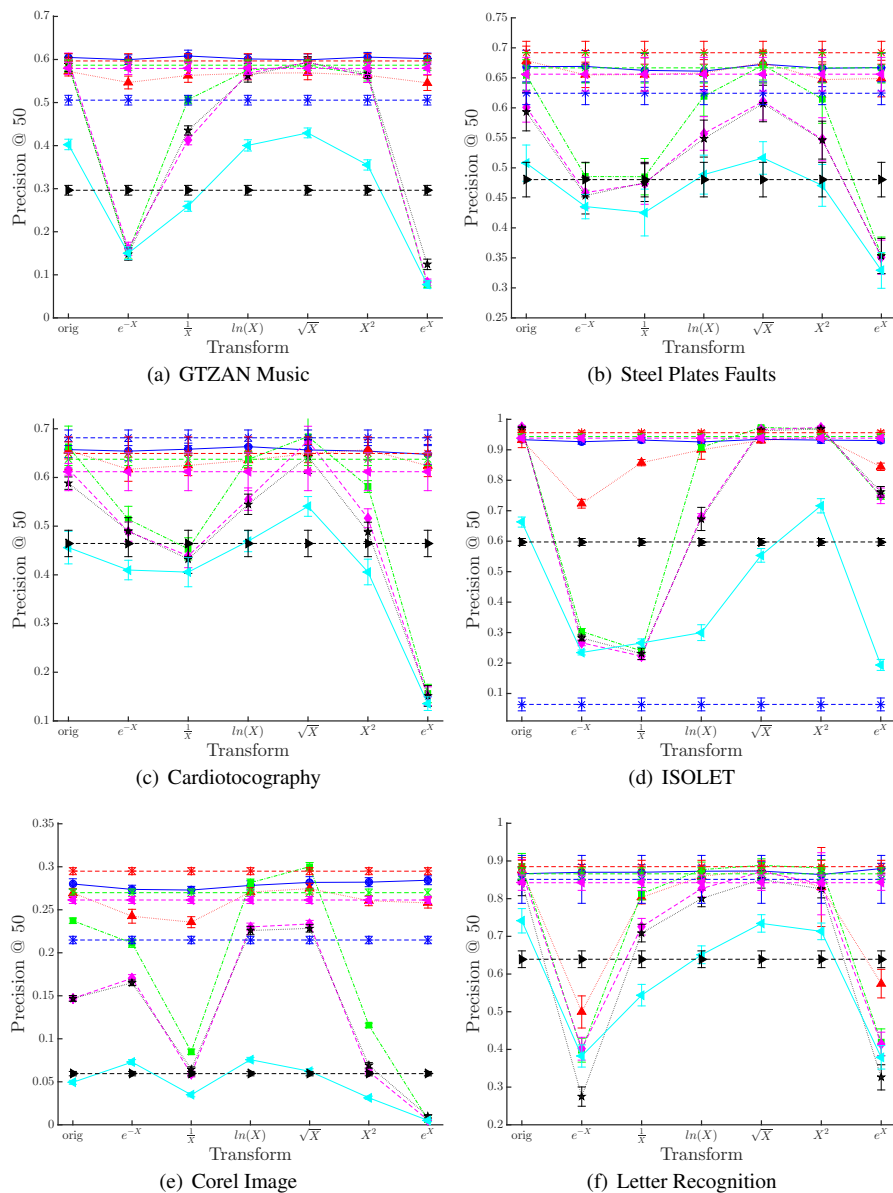 0.7
0.6
0.5
0.4
0.3
0.2
0.1
0
Precision @ 50
orig e^{-X} 1/X ln(X) √X X² e^X
Transform
(a) GTZAN Music
0.75
0.7
0.65
0.6
0.55
0.5
0.45
0.4
0.35
0.3
0.25
Precision @ 50
orig e^{-X} 1/X ln(X) √X X² e^X
Transform
(b) Steel Plates Faults
0.7
0.6
0.5
0.4
0.3
0.2
0.1
Precision @ 50
orig e^{-X} 1/X ln(X) √X X² e^X
Transform
(c) Cardiotocography
1
0.9
0.8
0.7
0.6
0.5
0.4
0.3
0.2
0.1
Precision @ 50
orig e^{-X} 1/X ln(X) √X X² e^X
Transform
(d) ISOLET
0.35
0.3
0.25
0.2
0.15
0.1
0.05
0
Precision @ 50
orig e^{-X} 1/X ln(X) √X X² e^X
Transform
(e) Corel Image
1
0.9
0.8
0.7
0.6
0.5
0.4
0.3
0.2
Precision @ 50
orig e^{-X} 1/X ln(X) √X X² e^X
Transform
(f) Letter Recognition